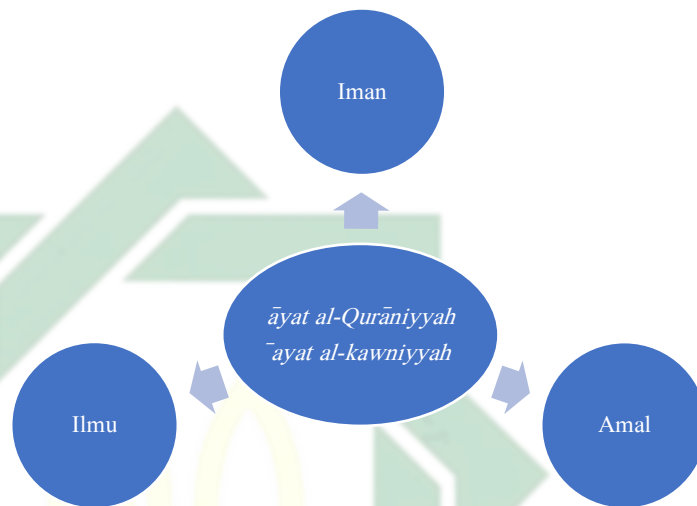 Iman
āyat al-Qurāniyyah
¯ayat al-kawniyyah
Ilmu
Amal